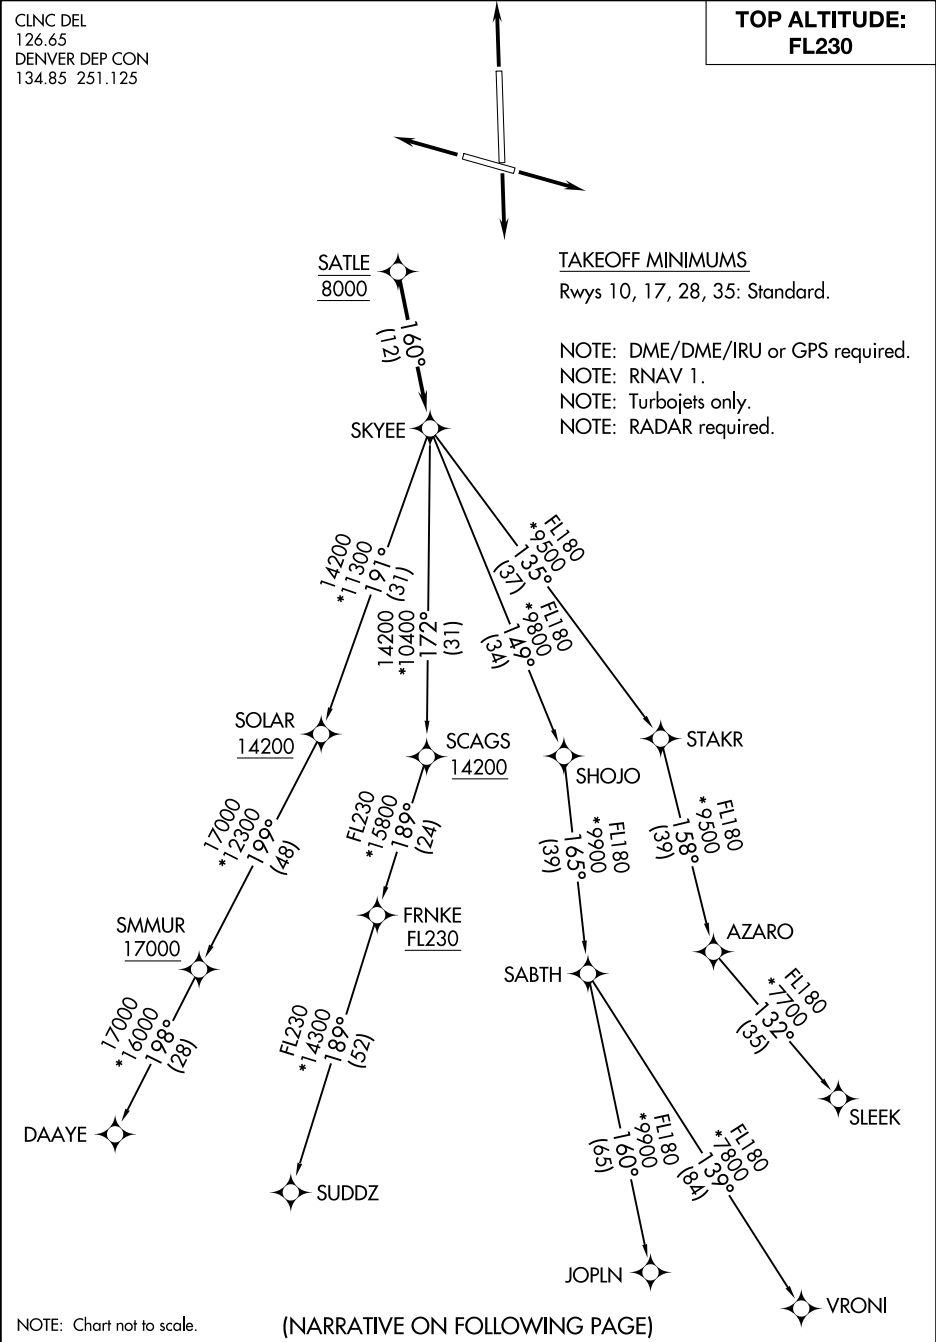 CLNC DEL
126.65
DENVER DEP CON
134.85 251.125
TOP ALTITUDE:
FL230
SATLE
8000
TAKEOFF MINIMUMS
Rwys 10, 17, 28, 35: Standard.
160°
(12)
NOTE: DME/DME/IRU or GPS required.
NOTE: RNAV 1.
NOTE: Turbojets only.
NOTE: RADAR required.
SKYEE
14200
*11300
191°
(31)
14200
*10400
172°
(31)
FL180
*9800
149°
(34)
FL180
*9500
135°
(37)
SOLAR
14200
SCAGS
14200
SHOJO
STAKR
17000
*12300
199°
(48)
FL230
*15800
189°
(24)
FL180
*9900
165°
(39)
FL180
*9500
158°
(39)
SMMUR
17000
FRNKE
FL230
SABTH
AZARO
17000
*16000
198°
(28)
FL230
*14300
189°
(52)
FL180
*7700
132°
(35)
DAAYE
SUDDZ
SLEEK
FL180
*9900
160°
(65)
FL180
*7800
139°
(84)
JOPLN
VRONI
NOTE: Chart not to scale.
(NARRATIVE ON FOLLOWING PAGE)